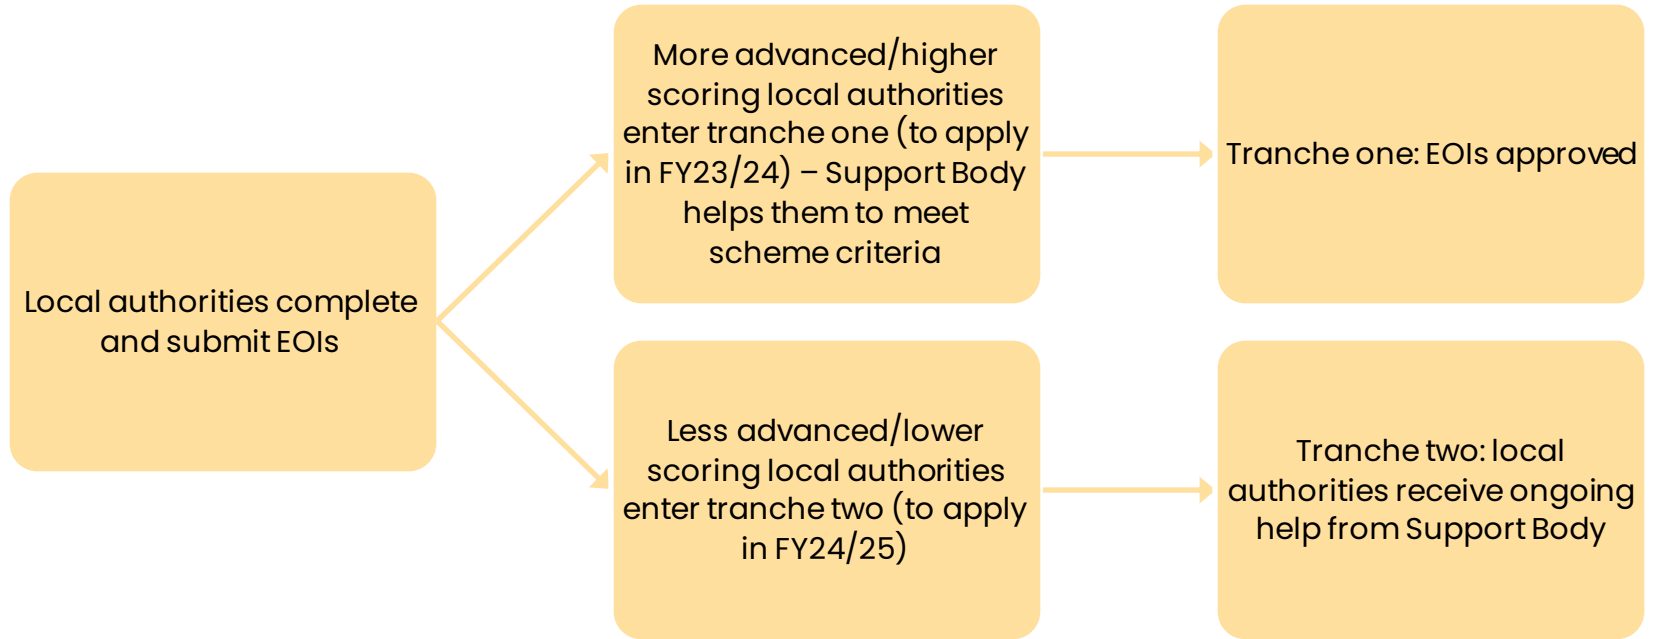 Local authorities complete
and submit EOIs
More advanced/higher
scoring local authorities
enter tranche one (to apply
in FY23/24) – Support Body
helps them to meet
scheme criteria
Tranche one: EOIs approved
Less advanced/lower
scoring local authorities
enter tranche two (to apply
in FY24/25)
Tranche two: local
authorities receive ongoing
help from Support Body